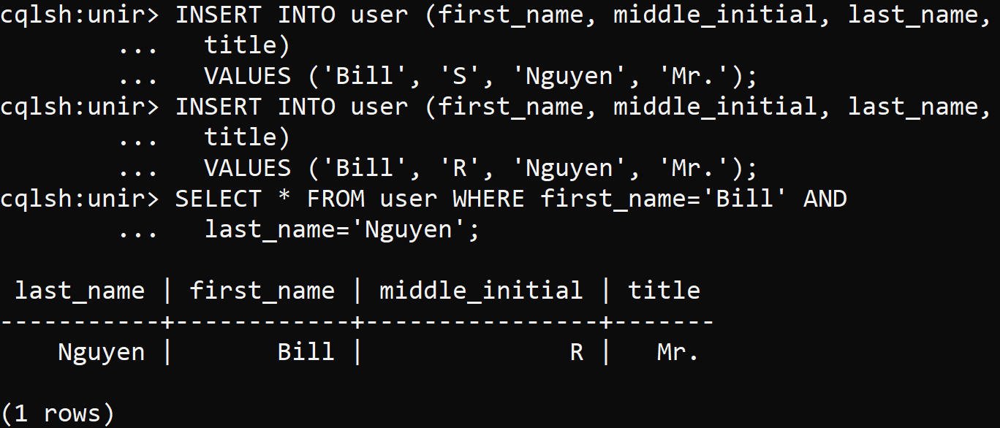 cqlsh:unir> INSERT INTO user (first_name, middle_initial, last_name,
        ...   title)
        ...   VALUES ('Bill', 'S', 'Nguyen', 'Mr.');
cqlsh:unir> INSERT INTO user (first_name, middle_initial, last_name,
        ...   title)
        ...   VALUES ('Bill', 'R', 'Nguyen', 'Mr.');
cqlsh:unir> SELECT * FROM user WHERE first_name='Bill' AND
        ...   last_name='Nguyen';

 last_name | first_name | middle_initial | title
-----------+------------+----------------+-------
    Nguyen |       Bill |              R |   Mr.

(1 rows)